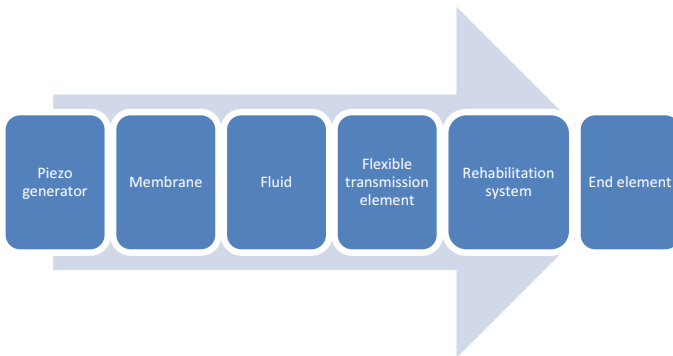 Piezo
generator
Membrane
Fluid
Flexible
transmission
element
Rehabilitation
system
End element